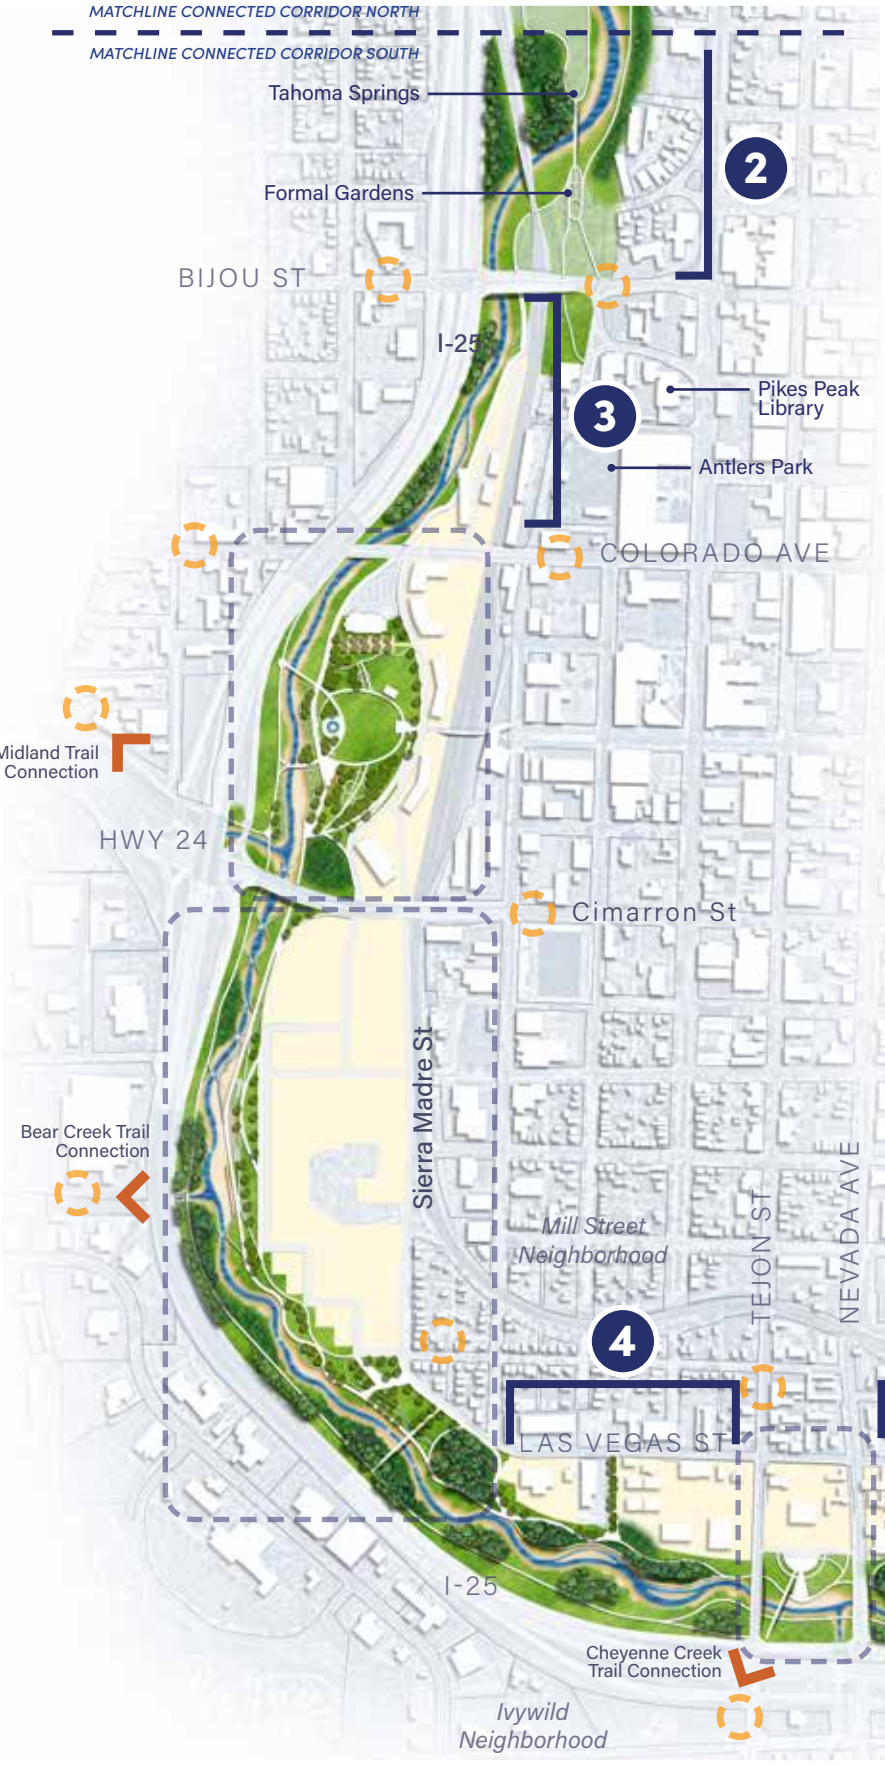 MATCHLINE CONNECTED CORRIDOR NORTH
MATCHLINE CONNECTED CORRIDOR SOUTH
Tahoma Springs
2
Formal Gardens
BIJOU ST
I-25
Pikes Peak
Library
3
Antlers Park
COLORADO AVE
Midland Trail
Connection
HWY 24
Cimarron St
Sierra Madre St
Bear Creek Trail
Connection
Mill Street
Neighborhood
TEJON ST
NEVADA AVE
4
LAS VEGAS ST
I-25
Cheyenne Creek
Trail Connection
Ivywild
Neighborhood